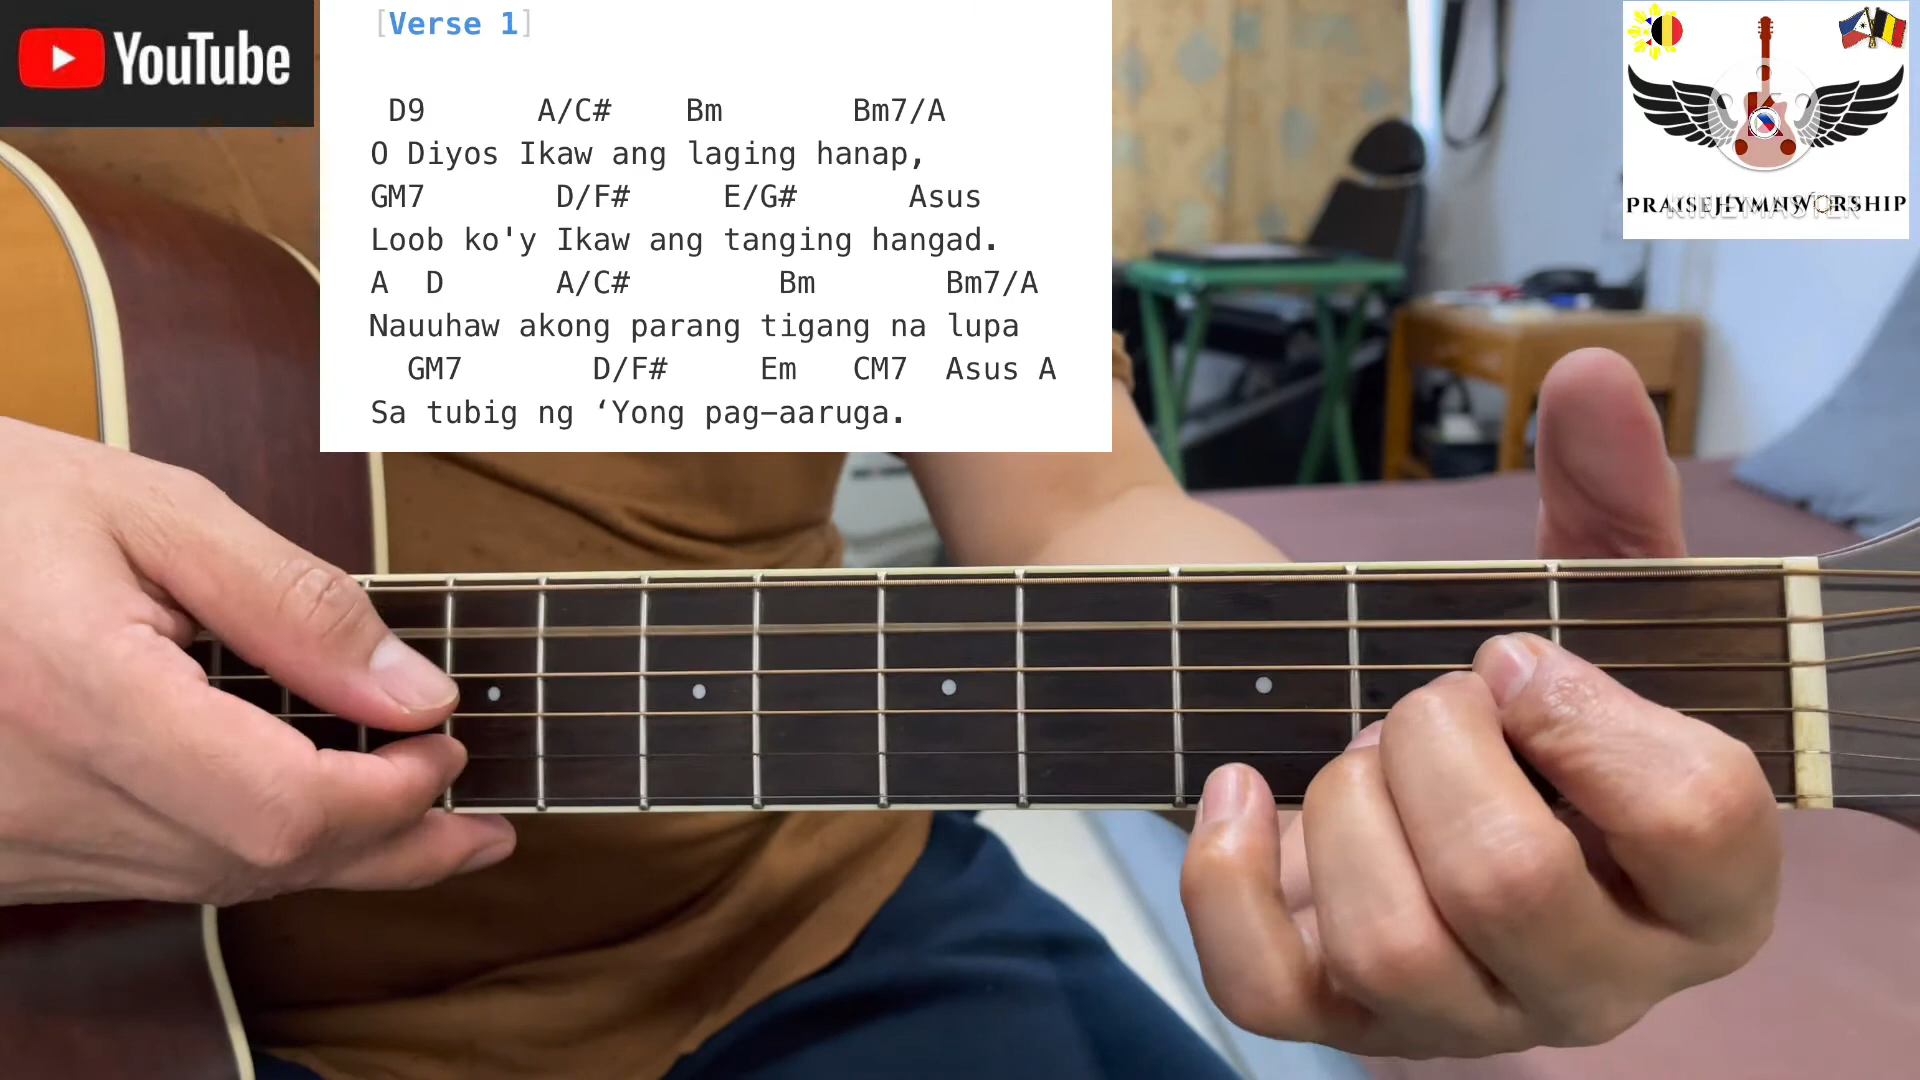 YouTube
[Verse 1]
D9 A/C# Bm Bm7/A
O Diyos Ikaw ang laging hanap,
GM7 D/F# E/G# Asus
Loob ko'y Ikaw ang tanging hangad.
A D A/C# Bm Bm7/A
Nauuhaw akong parang tigang na lupa
GM7 D/F# Em CM7 Asus A
Sa tubig ng ‘Yong pag-aaruga.
PRAISEHYMNWORSHIP
KINEMASTER